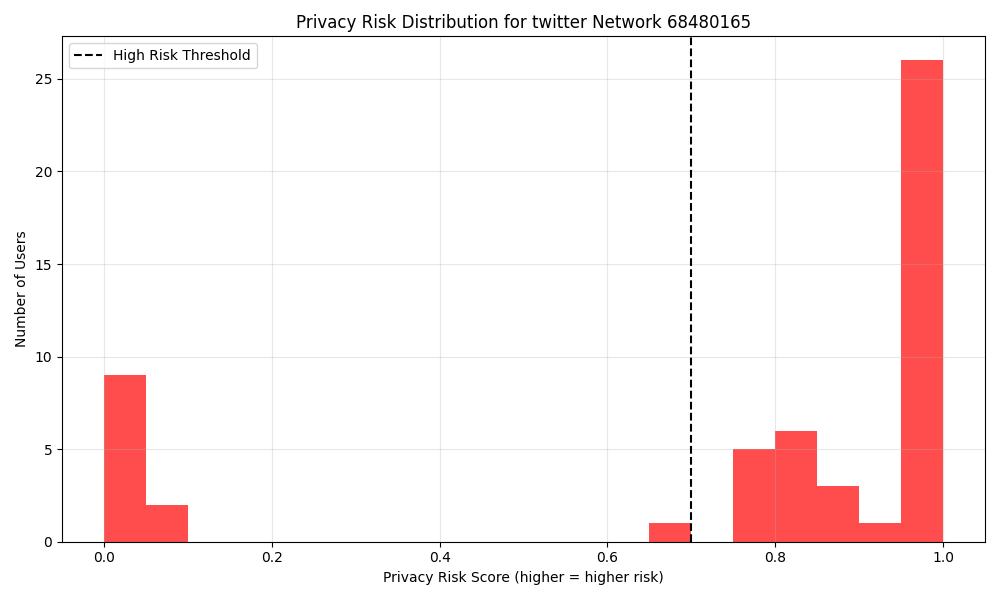 Privacy Risk Distribution for twitter Network 68480165
High Risk Threshold
Number of Users
25
20
15
10
5
0
0.0 0.2 0.4 0.6 0.8 1.0
Privacy Risk Score (higher = higher risk)